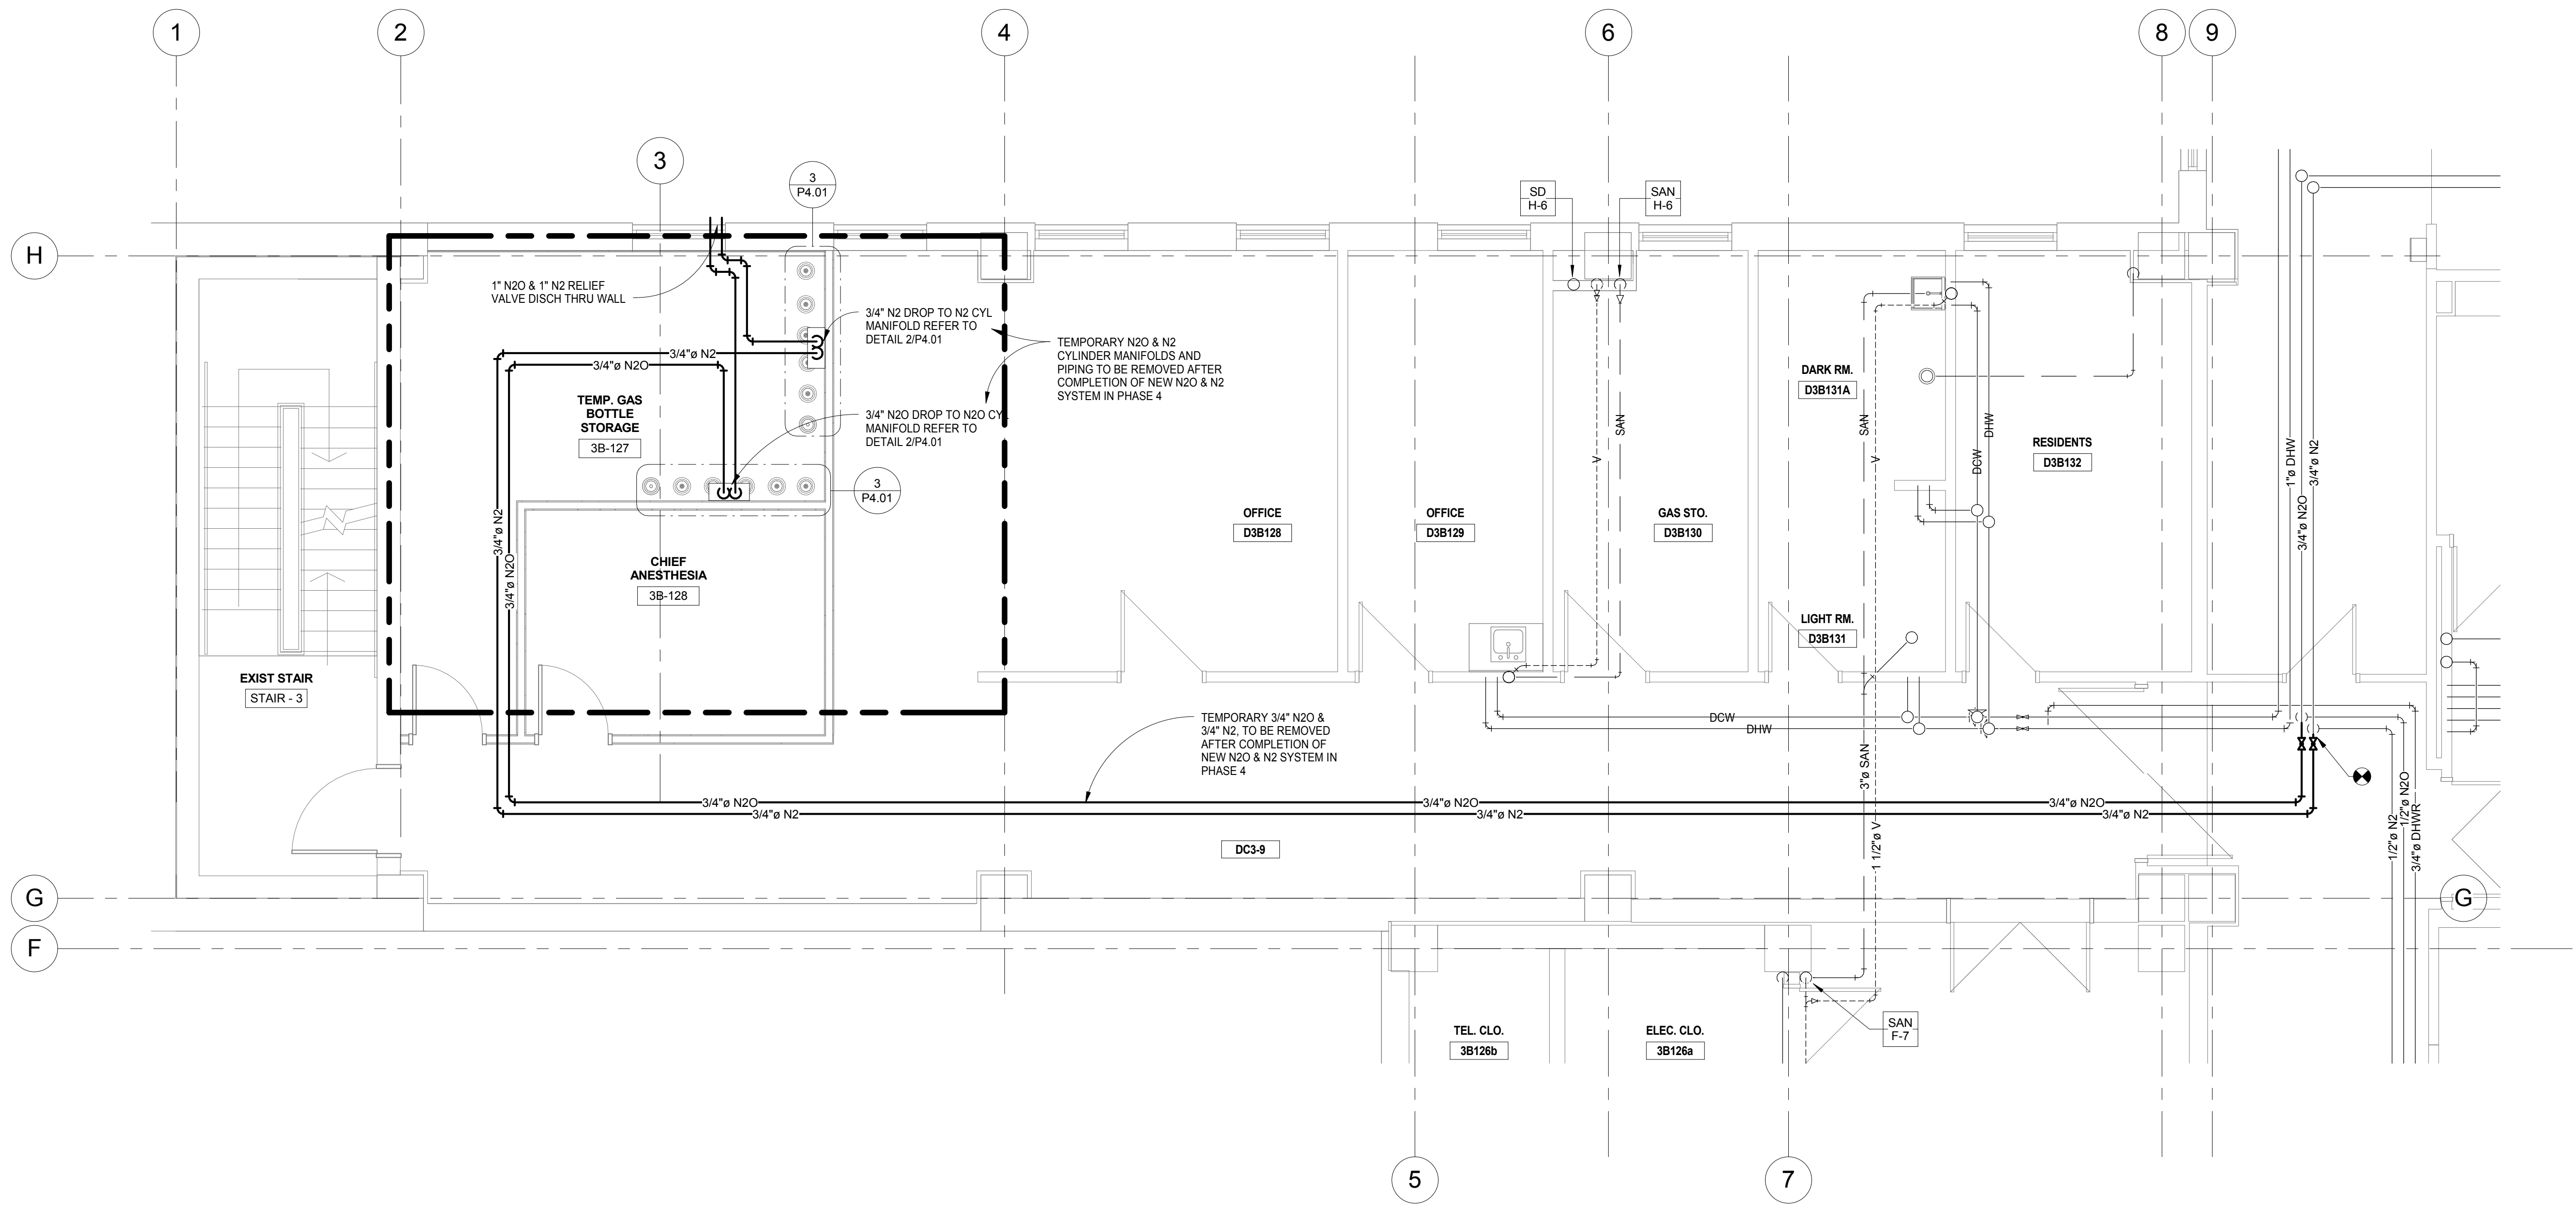 1
2
4
6
8
9
3
3
P4.01
SD
H-6
SAN
H-6
H
1" N2O & 1" N2 RELIEF
VALVE DISCH THRU WALL
3/4" N2 DROP TO N2 CYL
MANIFOLD REFER TO
DETAIL 2/P4.01
TEMPORARY N2O & N2
CYLINDER MANIFOLDS AND
PIPING TO BE REMOVED AFTER
COMPLETION OF NEW N2O & N2
SYSTEM IN PHASE 4
3/4"ø N2
3/4"ø N2O
TEMP. GAS
BOTTLE
STORAGE
3B-127
3/4" N2O DROP TO N2O CYL
MANIFOLD REFER TO
DETAIL 2/P4.01
3
P4.01
3/4"ø N2
3/4"ø N2O
CHIEF
ANESTHESIA
3B-128
OFFICE
D3B128
OFFICE
D3B129
V
SAN
GAS STO.
D3B130
DARK RM.
D3B131A
SAN
V
DCW
DHW
RESIDENTS
D3B132
LIGHT RM.
D3B131
1"ø DHW
3/4"ø N2O
3/4"ø N2
EXIST STAIR
STAIR - 3
DCW
DHW
TEMPORARY 3/4" N2O &
3/4" N2, TO BE REMOVED
AFTER COMPLETION OF
NEW N2O & N2 SYSTEM IN
PHASE 4
3/4"ø N2O
3/4"ø N2
3/4"ø N2O
3/4"ø N2
3/4"ø N2O
3/4"ø N2
3"ø SAN
1 1/2"ø V
1/2"ø N2
1/2"ø N2O
3/4"ø DHWR
DC3-9
G
G
F
TEL. CLO.
3B126b
ELEC. CLO.
3B126a
SAN
F-7
5
7